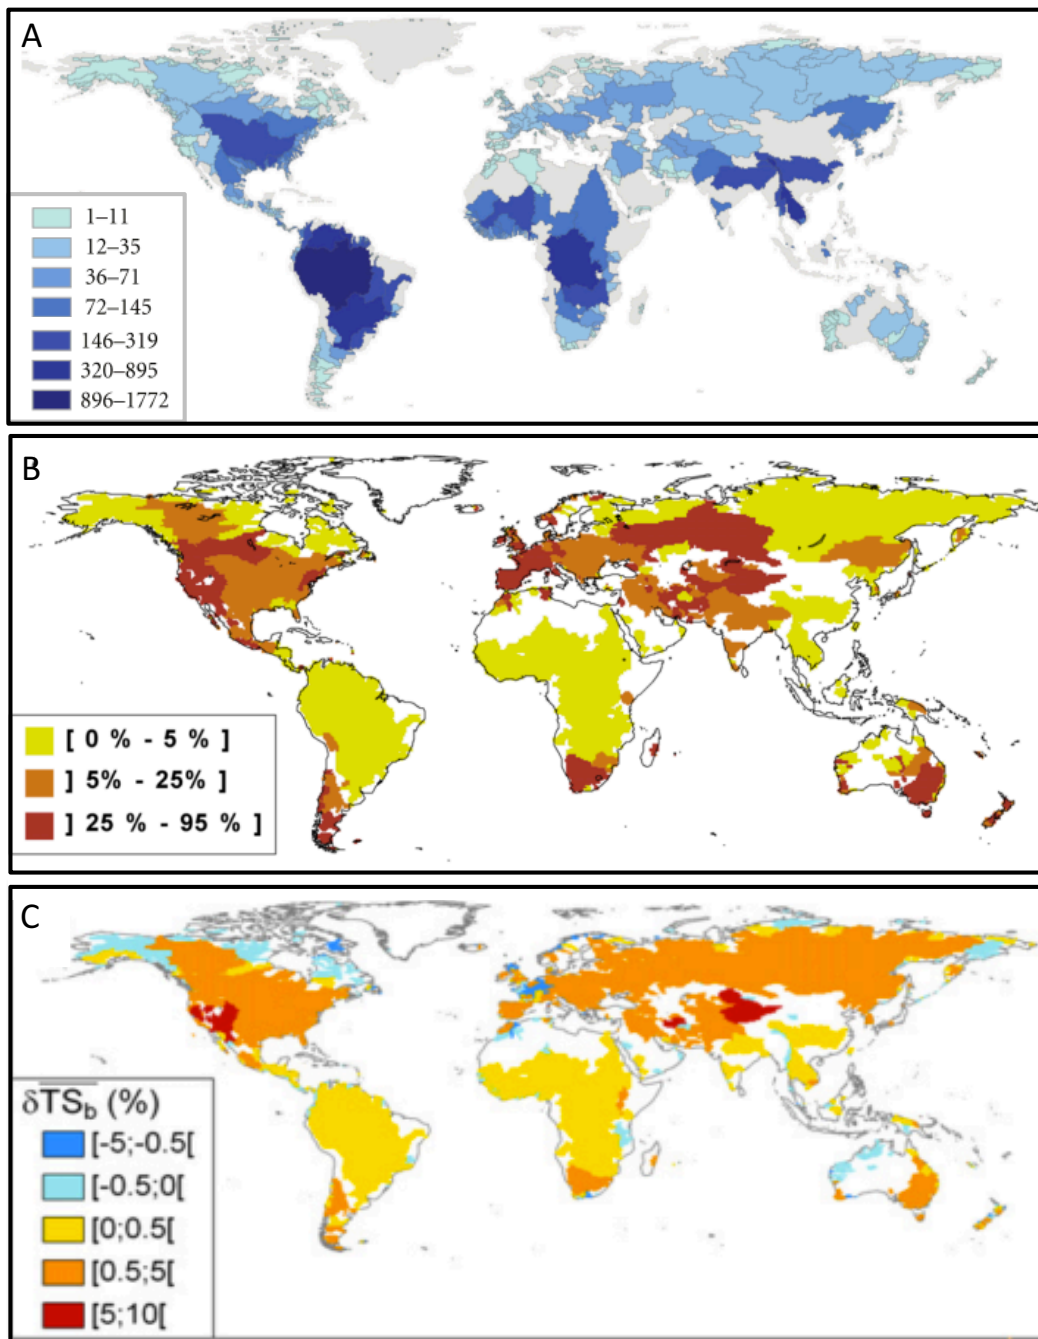 A
1–11
12–35
36–71
72–145
146–319
320–895
896–1772
B
[ 0 % - 5 % ]
] 5% - 25% ]
] 25 % - 95 % ]
C
δTS_b (%)
[-5;-0.5[
[-0.5;0[
[0;0.5[
[0.5;5[
[5;10[